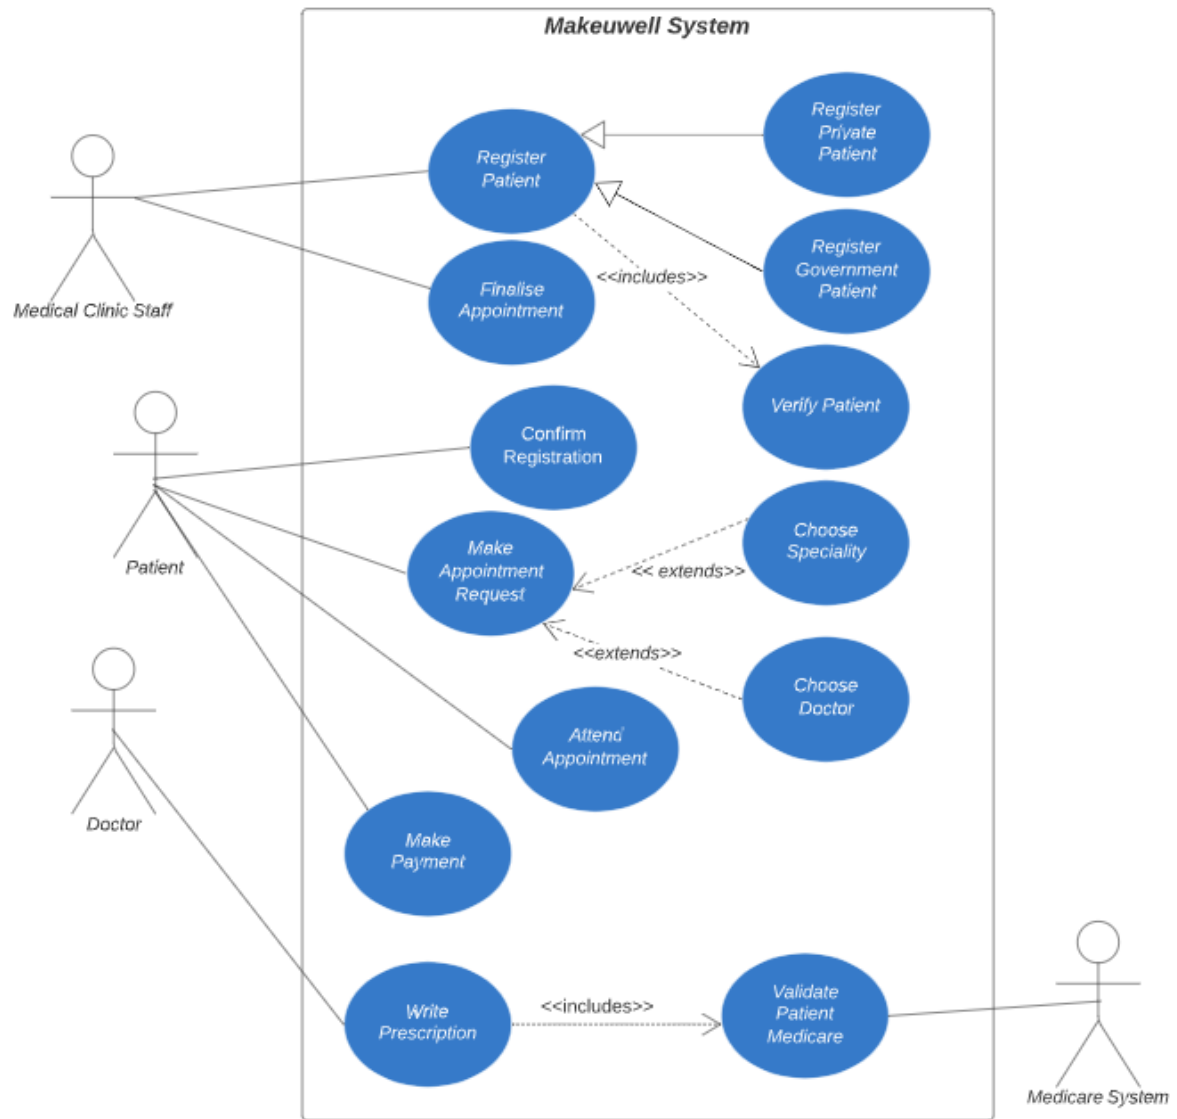 Makeuwell System
Register
Private
Patient
Register
Patient
Register
Government
Patient
<<includes>>
Finalise
Appointment
Medical Clinic Staff
Verify Patient
Confirm
Registration
Choose
Speciality
Make
Appointment
Request
<< extends>>
Patient
<<extends>>
Choose
Doctor
Attend
Appointment
Doctor
Make
Payment
Write
Prescription
<<includes>>
Validate
Patient
Medicare
Medicare System